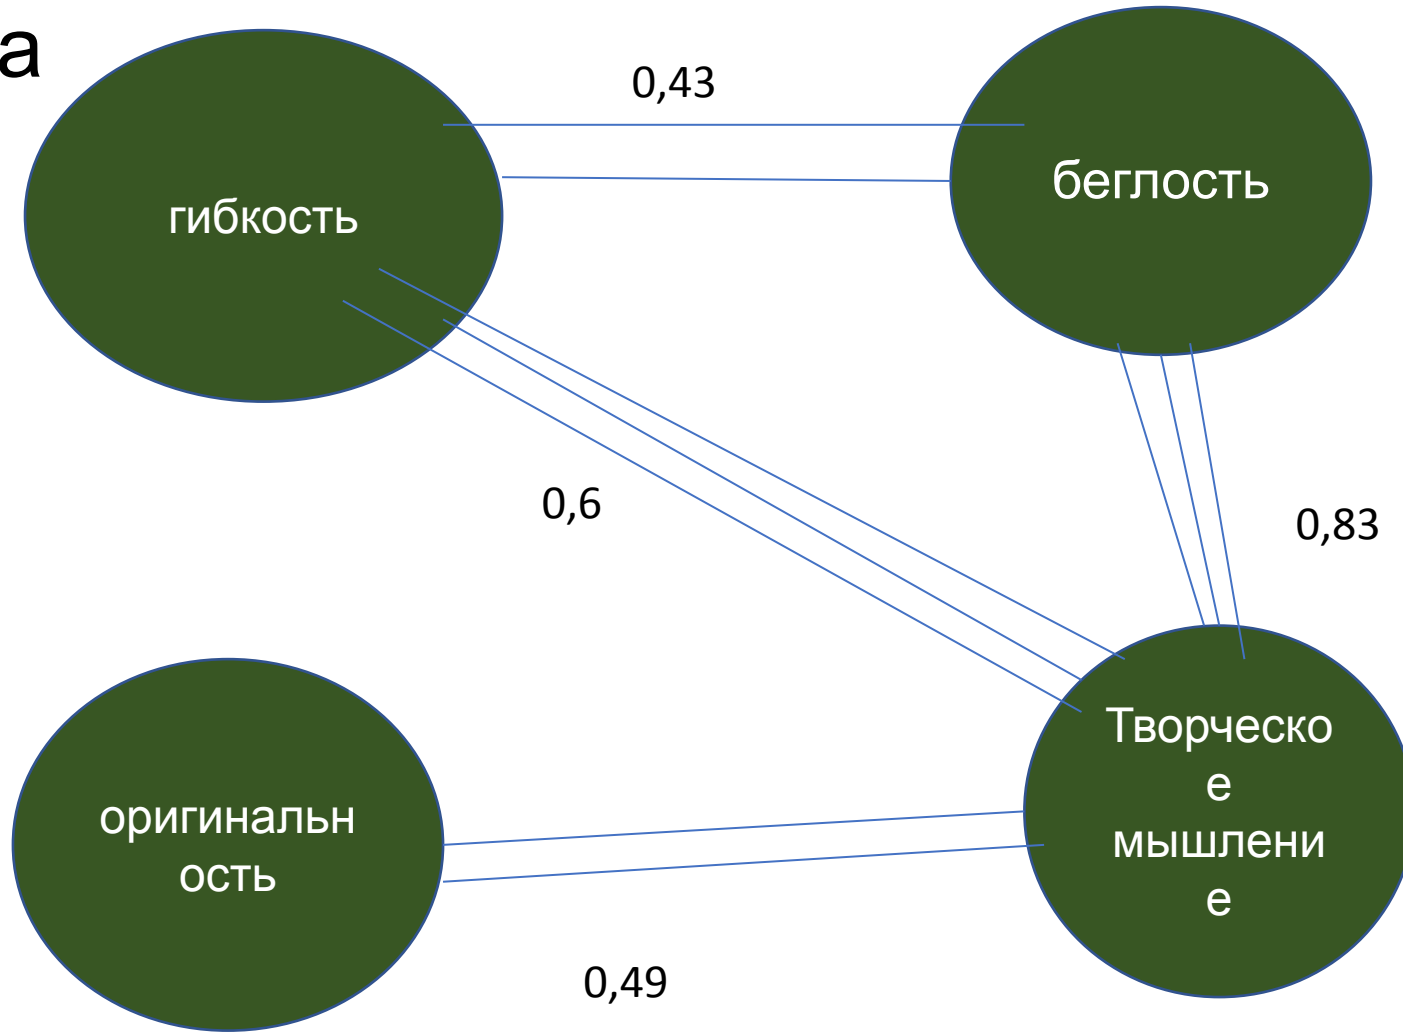 а
0,43
гибкость
беглость
0,6
0,83
оригинальн
ость
Творческо
е
мышлени
е
0,49